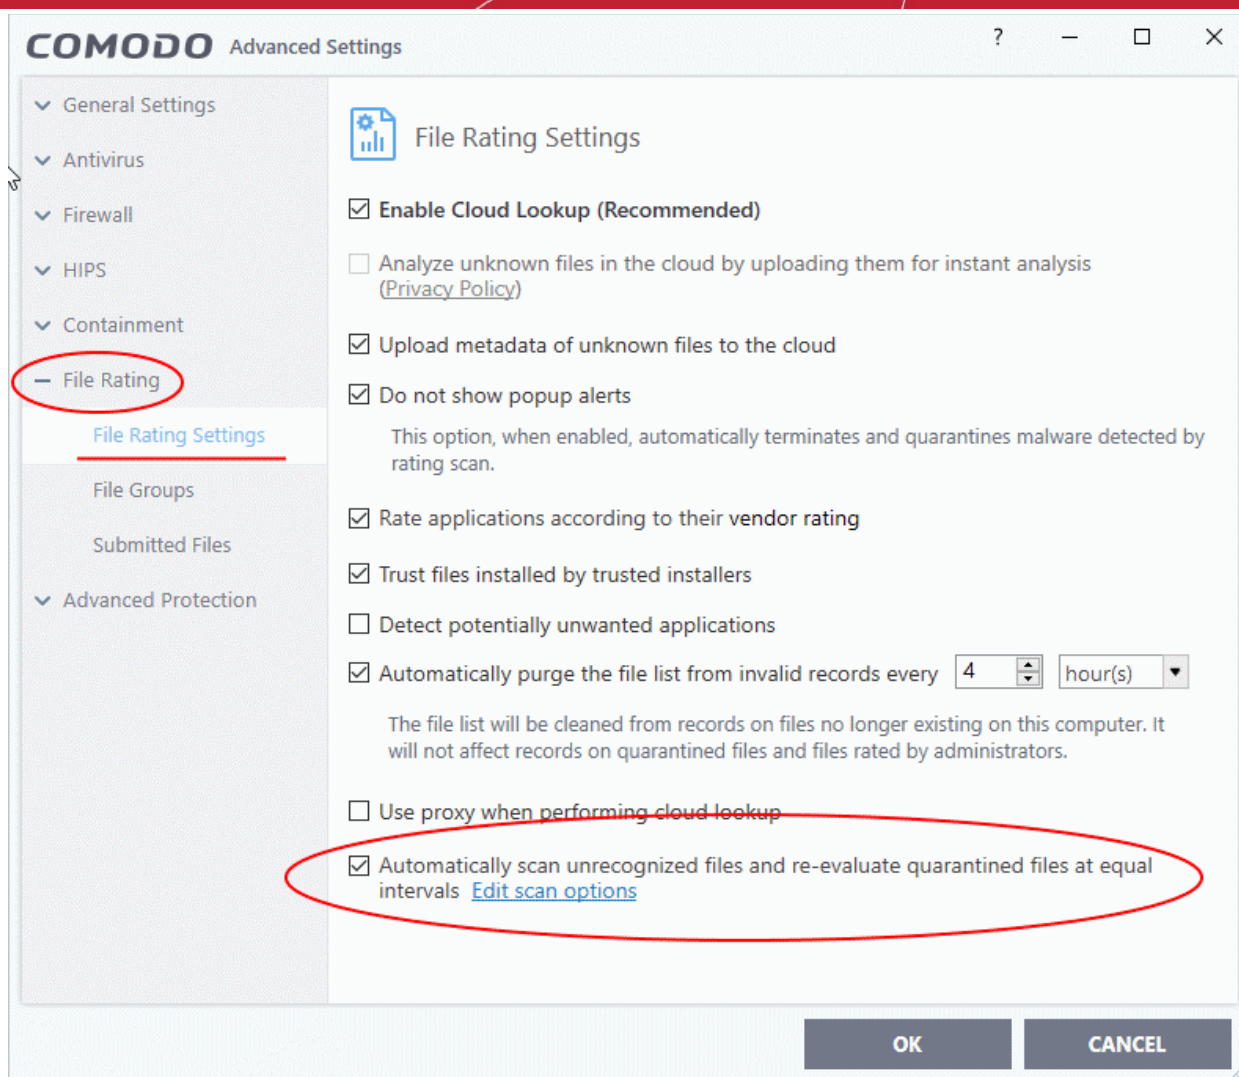 COMODO Advanced Settings ?
General Settings
Antivirus
Firewall
HIPS
Containment
File Rating
File Rating Settings
File Groups
Submitted Files
Advanced Protection
File Rating Settings
Enable Cloud Lookup (Recommended)
Analyze unknown files in the cloud by uploading them for instant analysis
(Privacy Policy)
Upload metadata of unknown files to the cloud
Do not show popup alerts
This option, when enabled, automatically terminates and quarantines malware detected by
rating scan.
Rate applications according to their vendor rating
Trust files installed by trusted installers
Detect potentially unwanted applications
Automatically purge the file list from invalid records every 4 hour(s)
The file list will be cleaned from records on files no longer existing on this computer. It
will not affect records on quarantined files and files rated by administrators.
Use proxy when performing cloud lookup
Automatically scan unrecognized files and re-evaluate quarantined files at equal
intervals Edit scan options
OK CANCEL